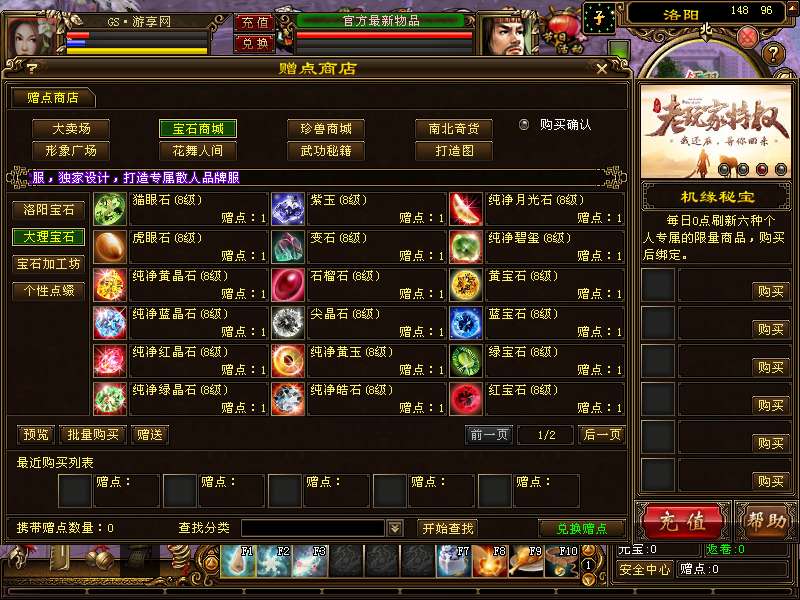 GS·游享网
充值
兑换
官方最新物品
洛阳
148 96
北
?
赠点商店
赠点商店
大卖场
宝石商城
珍兽商城
南北奇货
购买确认
形象广场
花舞人间
武功秘籍
打造图
服，独家设计，打造专属散人品牌服
洛阳宝石
大理宝石
宝石加工坊
个性点缀
猫眼石(8级)
赠点：1
紫玉(8级)
赠点：1
纯净月光石(8级)
赠点：1
虎眼石(8级)
赠点：1
变石(8级)
赠点：1
纯净碧玺(8级)
赠点：1
纯净黄晶石(8级)
赠点：1
石榴石(8级)
赠点：1
黄宝石(8级)
赠点：1
纯净蓝晶石(8级)
赠点：1
尖晶石(8级)
赠点：1
蓝宝石(8级)
赠点：1
纯净红晶石(8级)
赠点：1
纯净黄玉(8级)
赠点：1
绿宝石(8级)
赠点：1
纯净绿晶石(8级)
赠点：1
纯净皓石(8级)
赠点：1
红宝石(8级)
赠点：1
预览
批量购买
赠送
前一页
1/2
后一页
最近购买列表
赠点：
赠点：
赠点：
赠点：
赠点：
携带赠点数量：0
查找分类
开始查找
兑换赠点
老玩家特权
我还在，等你回来
机缘秘宝
每日0点刷新六种个
人专属的限量商品，购买
后绑定。
购买
购买
购买
购买
购买
购买
充值
帮助
F1
F2
F3
F7
F8
F9
F10
1
元宝:0
安全中心
赠点:0